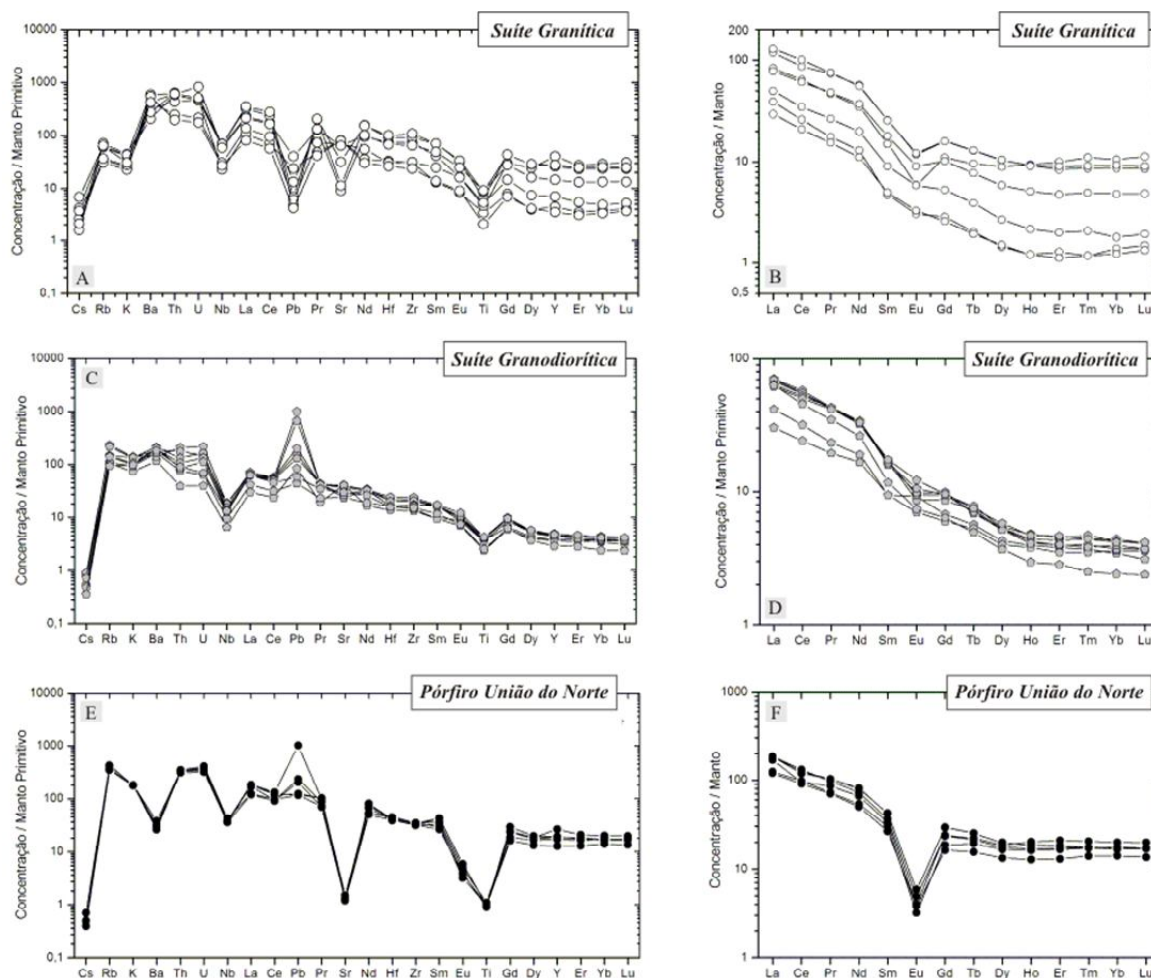 Suíte Granítica
10000
1000
100
10
1
0,1
Concentração / Manto Primitivo
A
Cs Rb K Ba Th U Nb La Ce Pb Pr Sr Nd Hf Zr Sm Eu Ti Gd Dy Y Er Yb Lu
Suíte Granítica
200
100
10
1
0.5
Concentração / Manto
B
La Ce Pr Nd Sm Eu Gd Tb Dy Ho Er Tm Yb Lu
Suíte Granodiorítica
10000
1000
100
10
1
0,1
Concentração / Manto Primitivo
C
Cs Rb K Ba Th U Nb La Ce Pb Pr Sr Nd Hf Zr Sm Eu Ti Gd Dy Y Er Yb Lu
Suíte Granodiorítica
100
10
1
Concentração / Manto Primitivo
D
La Ce Pr Nd Sm Eu Gd Tb Dy Ho Er Tm Yb Lu
Pórfiro União do Norte
10000
1000
100
10
1
0,1
Concentração / Manto Primitivo
E
Cs Rb K Ba Th U Nb La Ce Pb Pr Sr Nd Hf Zr Sm Eu Ti Gd Dy Y Er Yb Lu
Pórfiro União do Norte
1000
100
10
1
Concentração / Manto
F
La Ce Pr Nd Sm Eu Gd Tb Dy Ho Er Tm Yb Lu